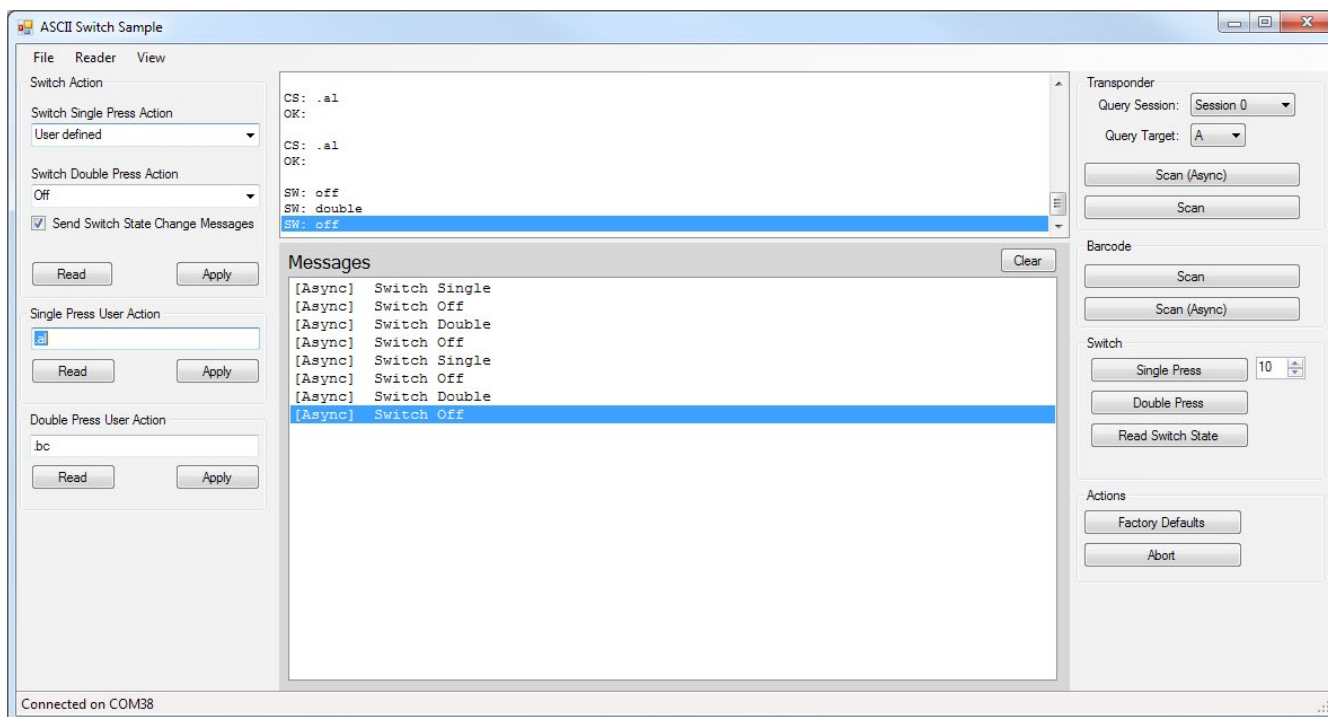 ASCII Switch Sample
File Reader View
Switch Action
Switch Single Press Action
User defined
Switch Double Press Action
Off
Send Switch State Change Messages
Read Apply
Single Press User Action
.al
Read Apply
Double Press User Action
.bc
Read Apply
CS: .al
OK:
CS: .al
OK:
SW: off
SW: double
SW: off
Messages Clear
[Async] Switch Single
[Async] Switch Off
[Async] Switch Double
[Async] Switch Off
[Async] Switch Single
[Async] Switch Off
[Async] Switch Double
[Async] Switch Off
Transponder
Query Session: Session 0
Query Target: A
Scan (Async)
Scan
Barcode
Scan
Scan (Async)
Switch
Single Press 10
Double Press
Read Switch State
Actions
Factory Defaults
Abort
Connected on COM38